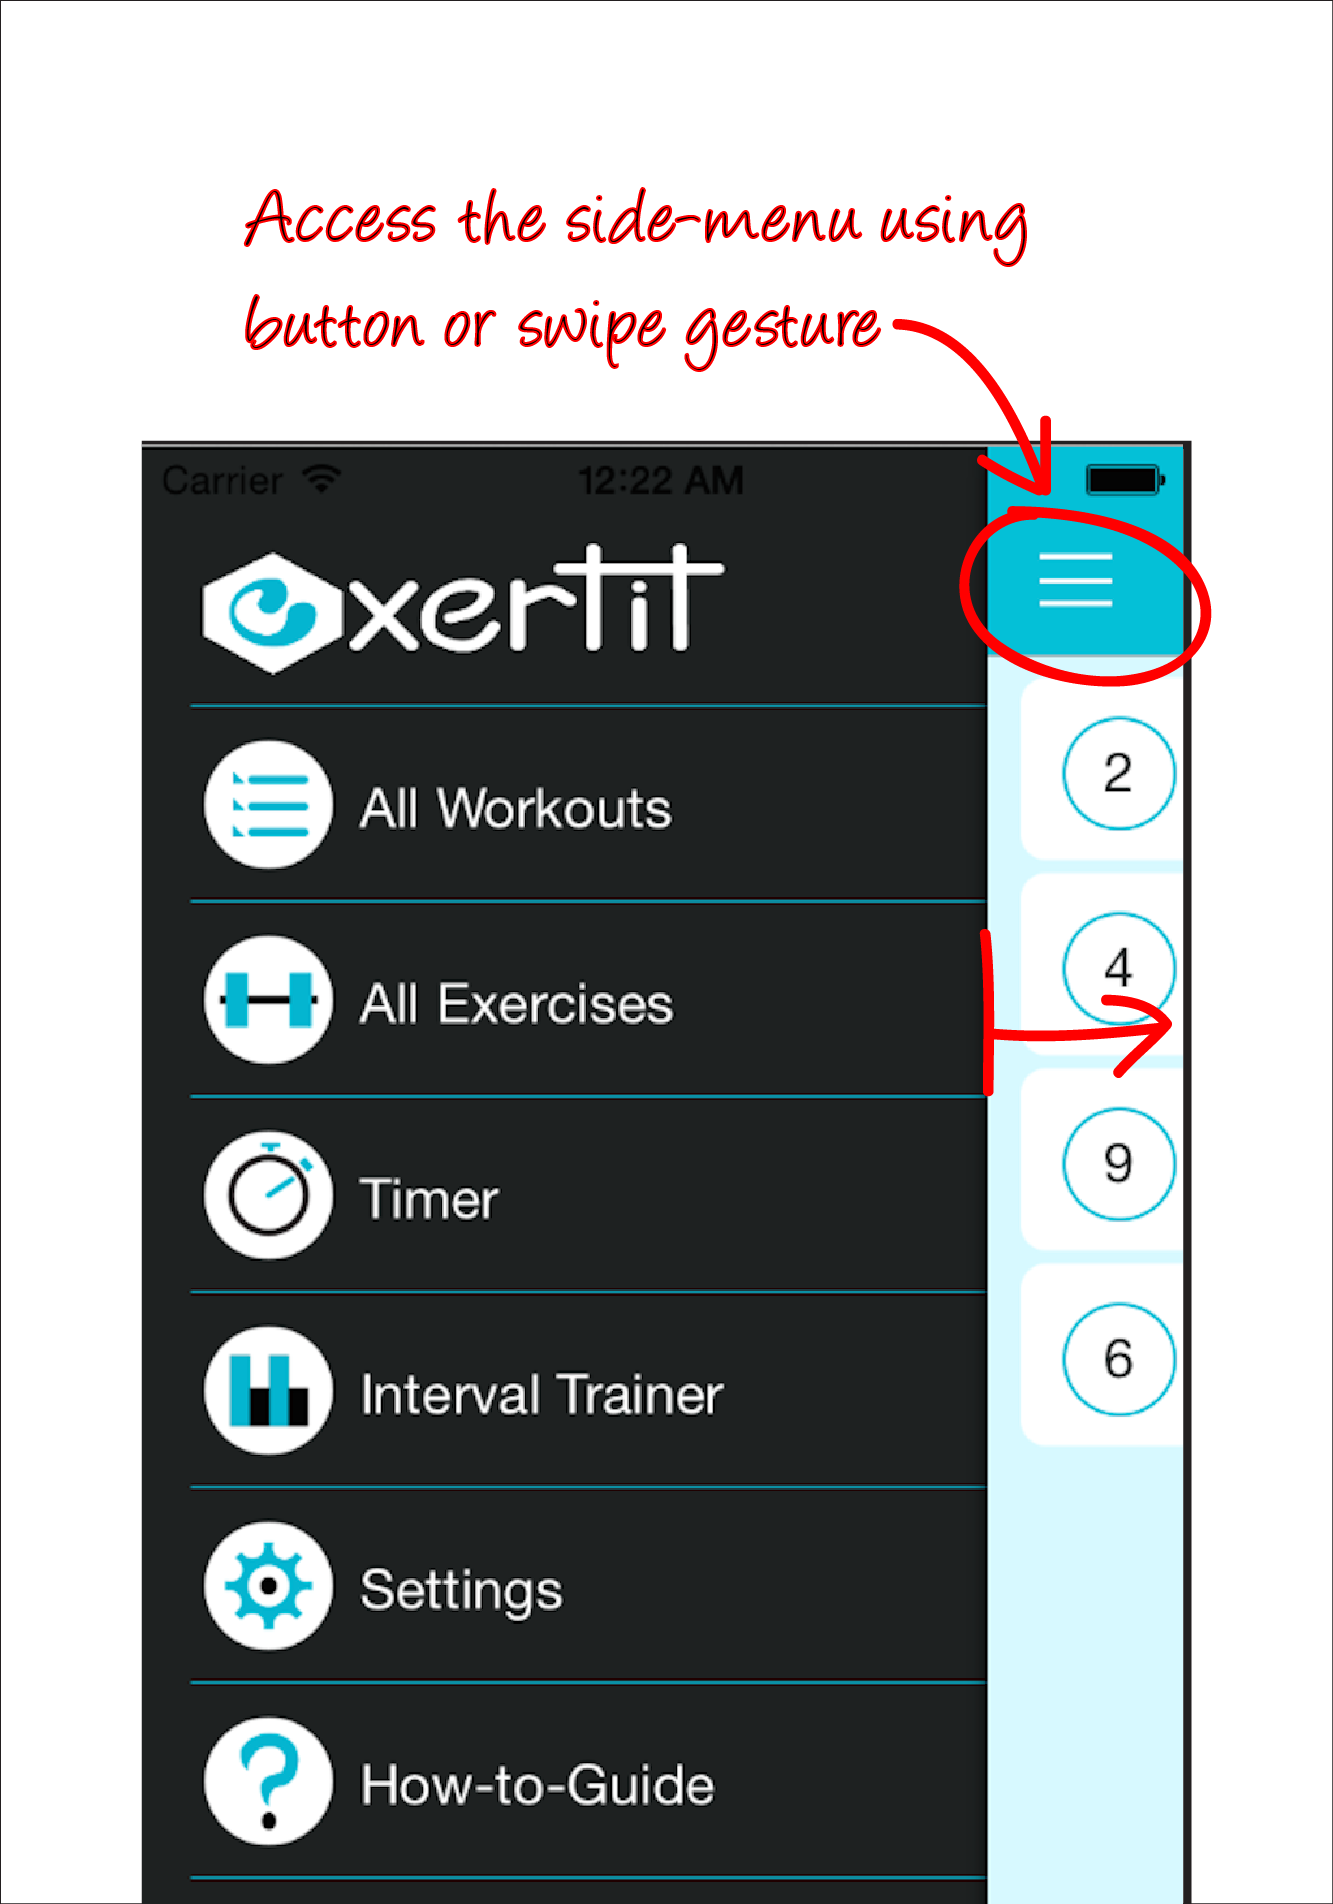 Access the side-menu using
button or swipe gesture
Carrier 12:22 AM
exertit
2
All Workouts
4
All Exercises
9
Timer
6
Interval Trainer
Settings
How-to-Guide